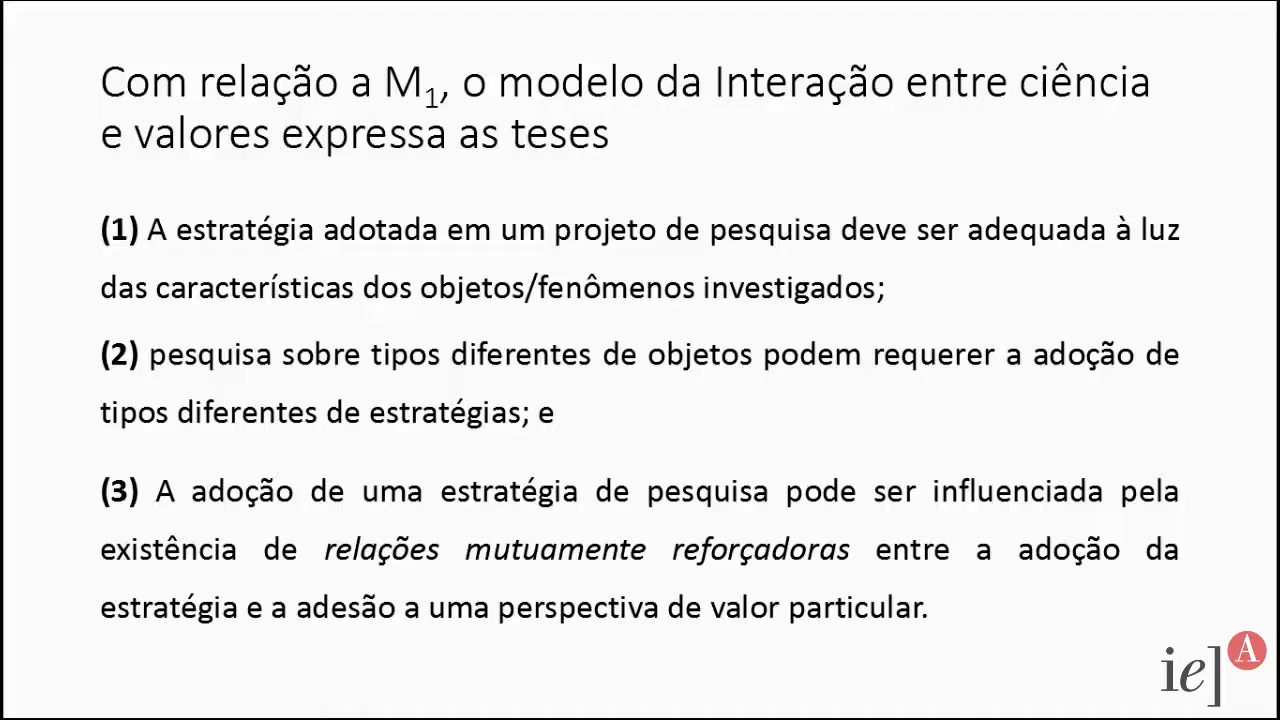 Com relação a M1, o modelo da Interação entre ciência
e valores expressa as teses
(1) A estratégia adotada em um projeto de pesquisa deve ser adequada à luz
das características dos objetos/fenômenos investigados;
(2) pesquisa sobre tipos diferentes de objetos podem requerer a adoção de
tipos diferentes de estratégias; e
(3) A adoção de uma estratégia de pesquisa pode ser influenciada pela
existência de relações mutuamente reforçadoras entre a adoção da
estratégia e a adesão a uma perspectiva de valor particular.
ie] A